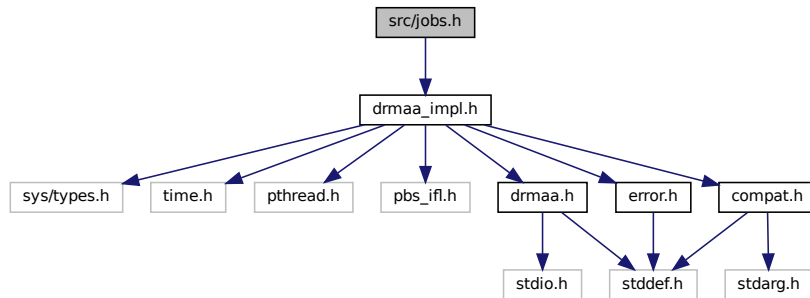 src/jobs.h
drmaa_impl.h
sys/types.h
time.h
pthread.h
pbs_ifl.h
drmaa.h
error.h
compat.h
stdio.h
stddef.h
stdarg.h